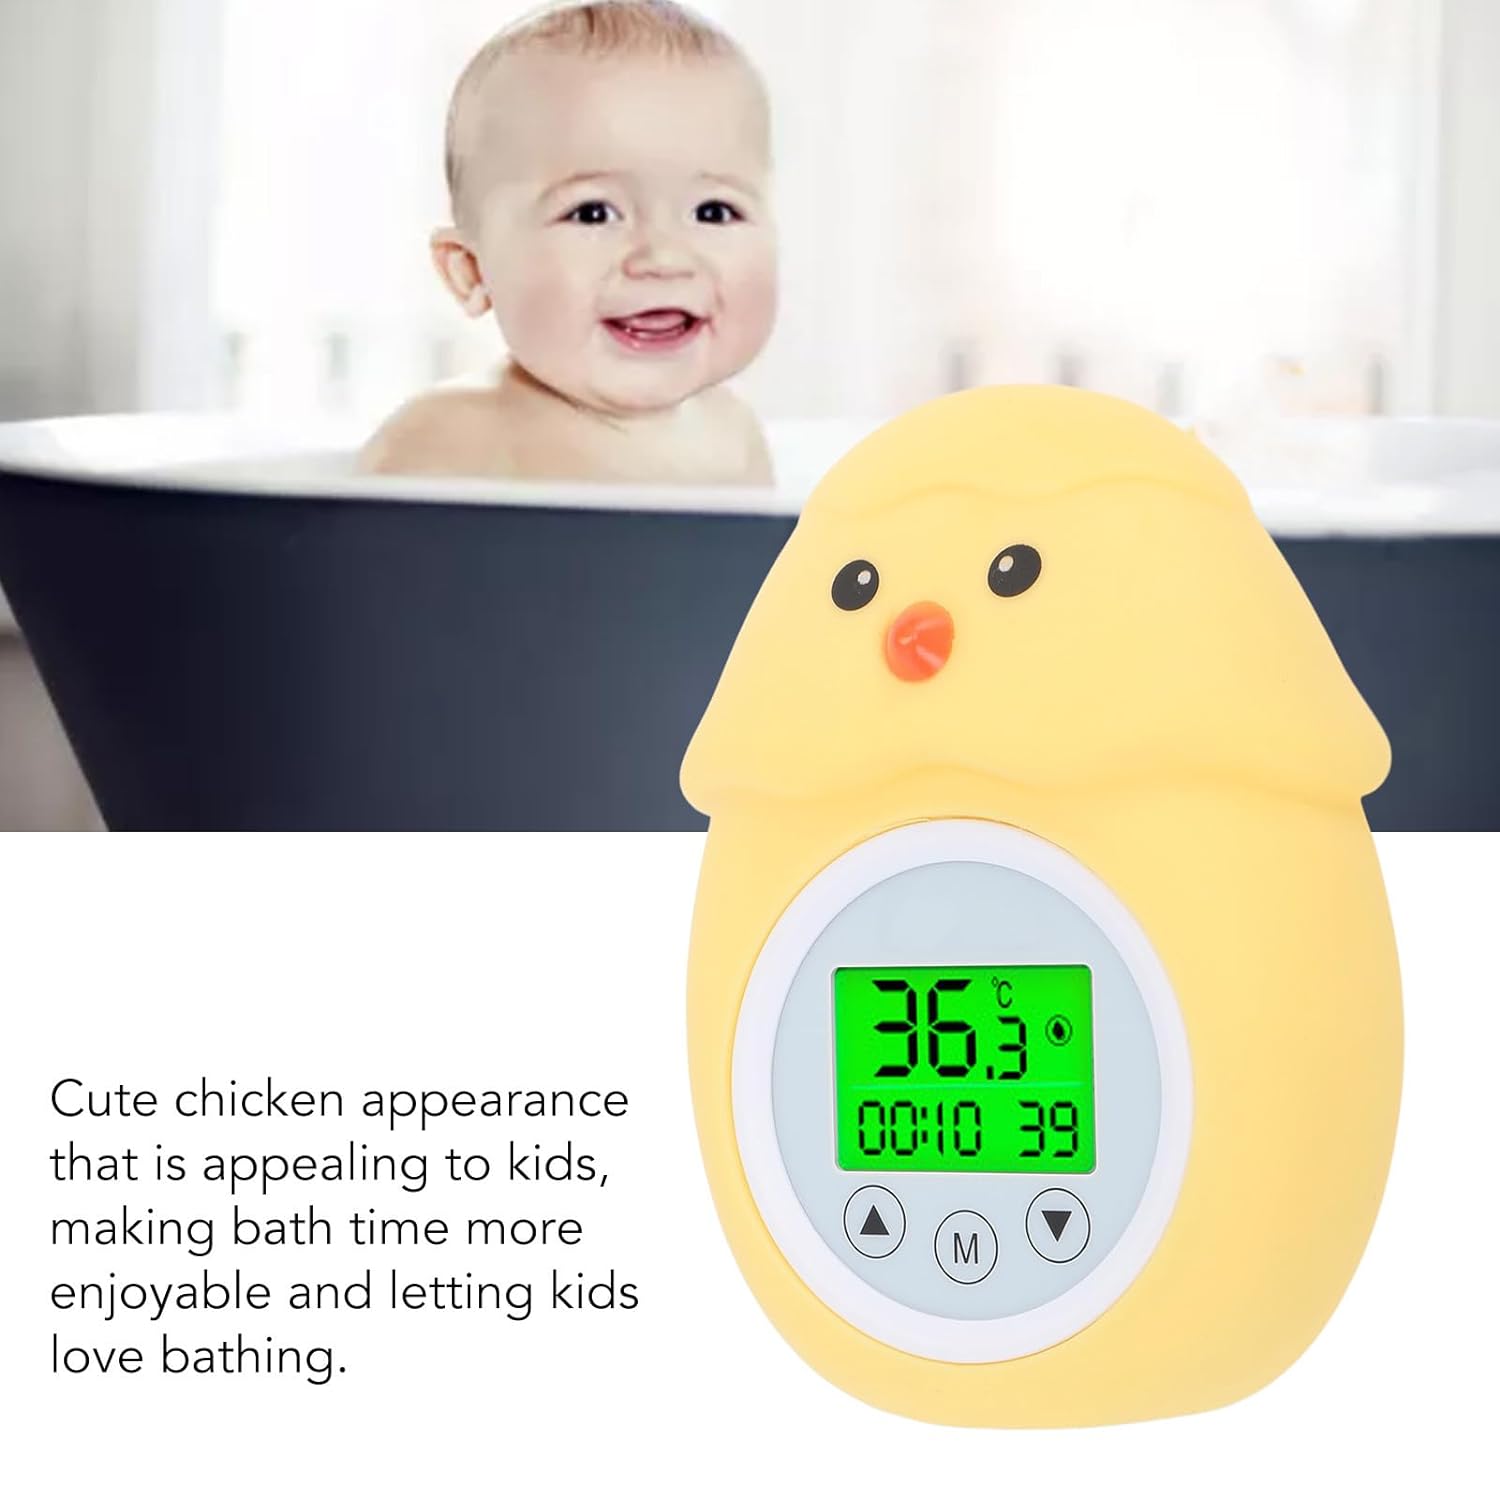 36.3 °C
00:10 39
M
Cute chicken appearance
that is appealing to kids,
making bath time more
enjoyable and letting kids
love bathing.